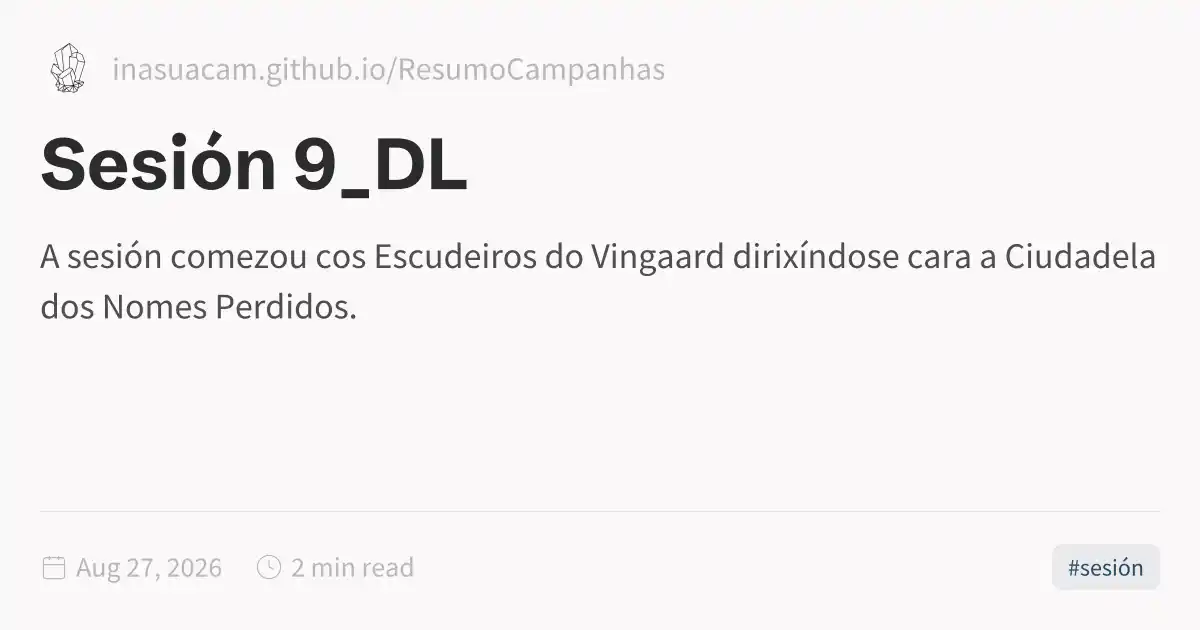 inasuacam.github.io/ResumoCampanhas
Sesión 9_DL
A sesión comezou cos Escudeiros do Vingaard dirixíndose cara a Ciudadela
dos Nomes Perdidos.
Aug 27, 2026
2 min read
#sesión